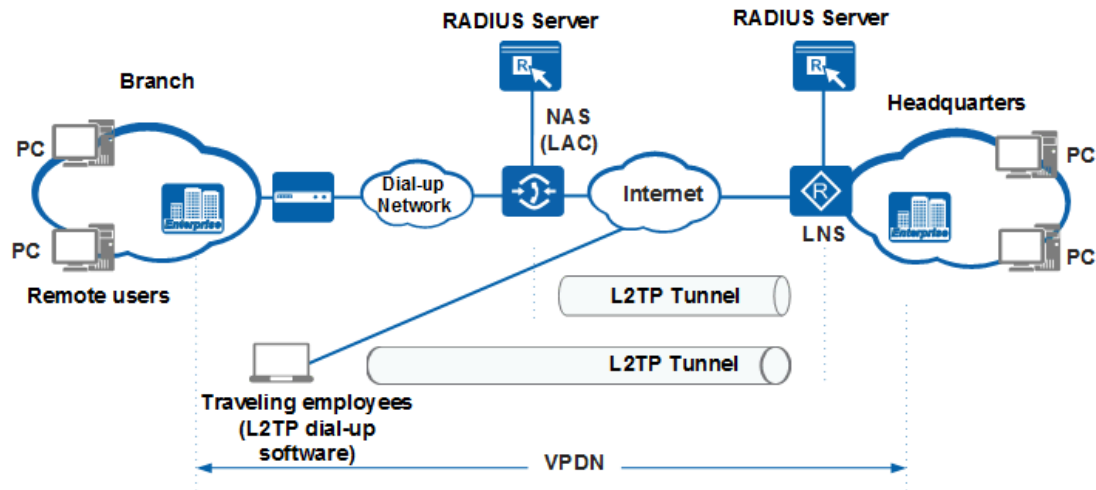 RADIUS Server
RADIUS Server
Branch
Headquarters
NAS
(LAC)
PC
PC
R
R
Dial-up
Network
Internet
R
Enterprise
Enterprise
LNS
PC
PC
Remote users
L2TP Tunnel
L2TP Tunnel
Traveling employees
(L2TP dial-up
software)
VPDN